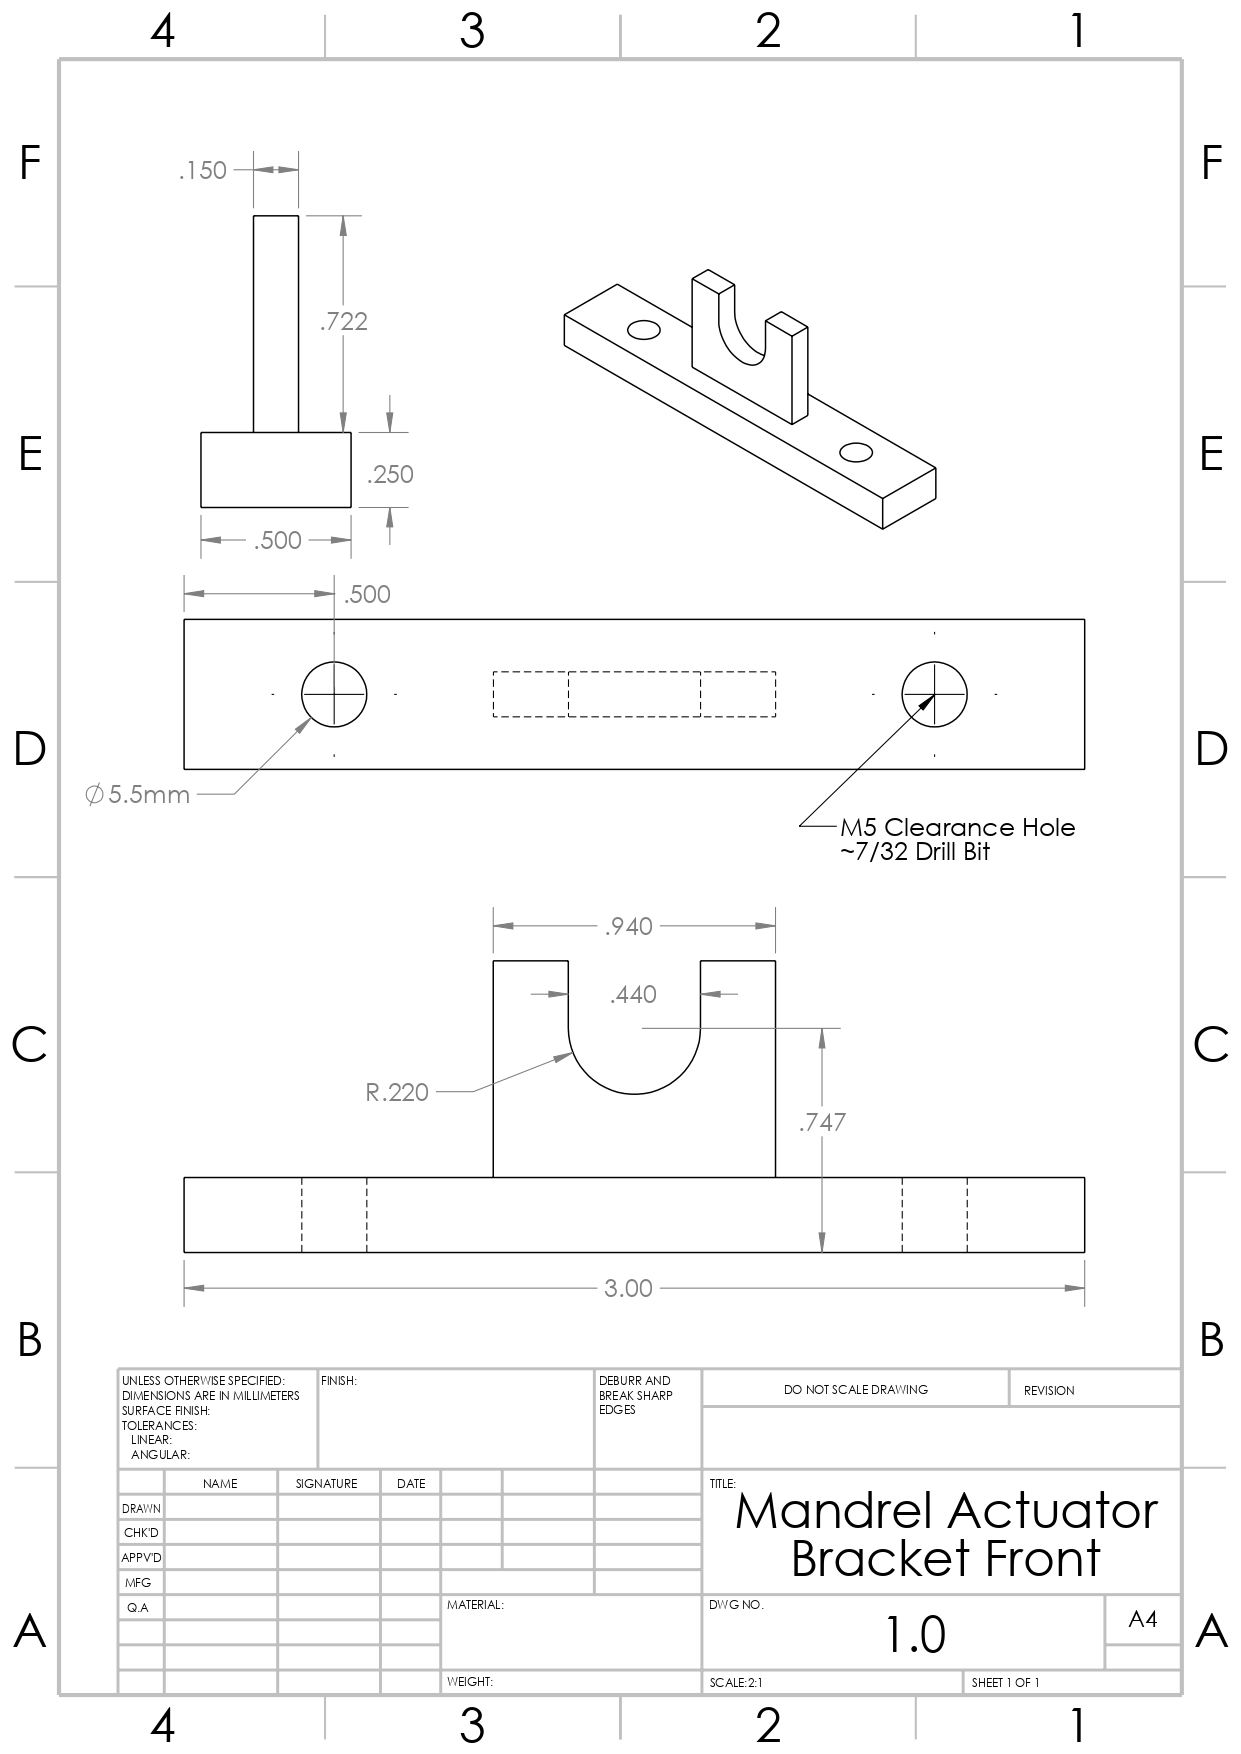 4 3 2 1
F F
.150
.722
E E
.250
.500
.500
D D
∅5.5mm
M5 Clearance Hole
~7/32 Drill Bit
.940
.440
C C
R.220
.747
3.00
B B
UNLESS OTHERWISE SPECIFIED:
DIMENSIONS ARE IN MILLIMETERS
SURFACE FINISH:
TOLERANCES:
LINEAR:
ANGULAR:
FINISH:
DEBURR AND
BREAK SHARP
EDGES
DO NOT SCALE DRAWING
REVISION
NAME SIGNATURE DATE
DRAWN
CHK'D
APPV'D
MFG
Q.A
TITLE:
Mandrel Actuator
Bracket Front
MATERIAL:
DWG NO.
1.0
A4
A A
WEIGHT:
SCALE:2:1
SHEET 1 OF 1
4 3 2 1